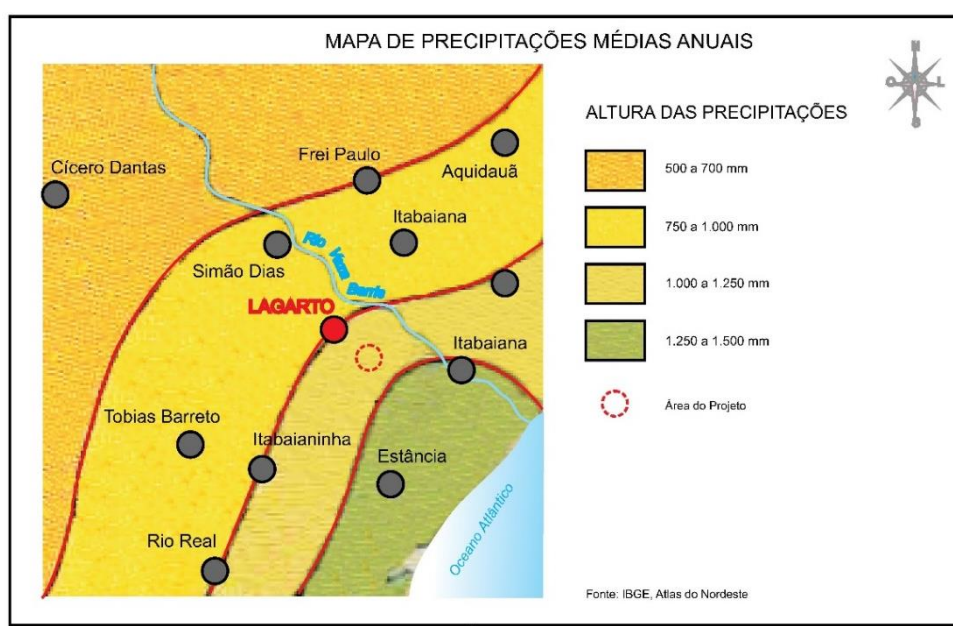 MAPA DE PRECIPITAÇÕES MÉDIAS ANUAIS
N
O L
S
ALTURA DAS PRECIPITAÇÕES
500 a 700 mm
750 a 1.000 mm
1.000 a 1.250 mm
1.250 a 1.500 mm
Área do Projeto
Cícero Dantas
Frei Paulo
Aquidauã
Itabaiana
Simão Dias
Rio Vaza Barris
LAGARTO
Itabaiana
Tobias Barreto
Itabaianinha
Estância
Rio Real
Oceano Atlântico
Fonte: IBGE, Atlas do Nordeste